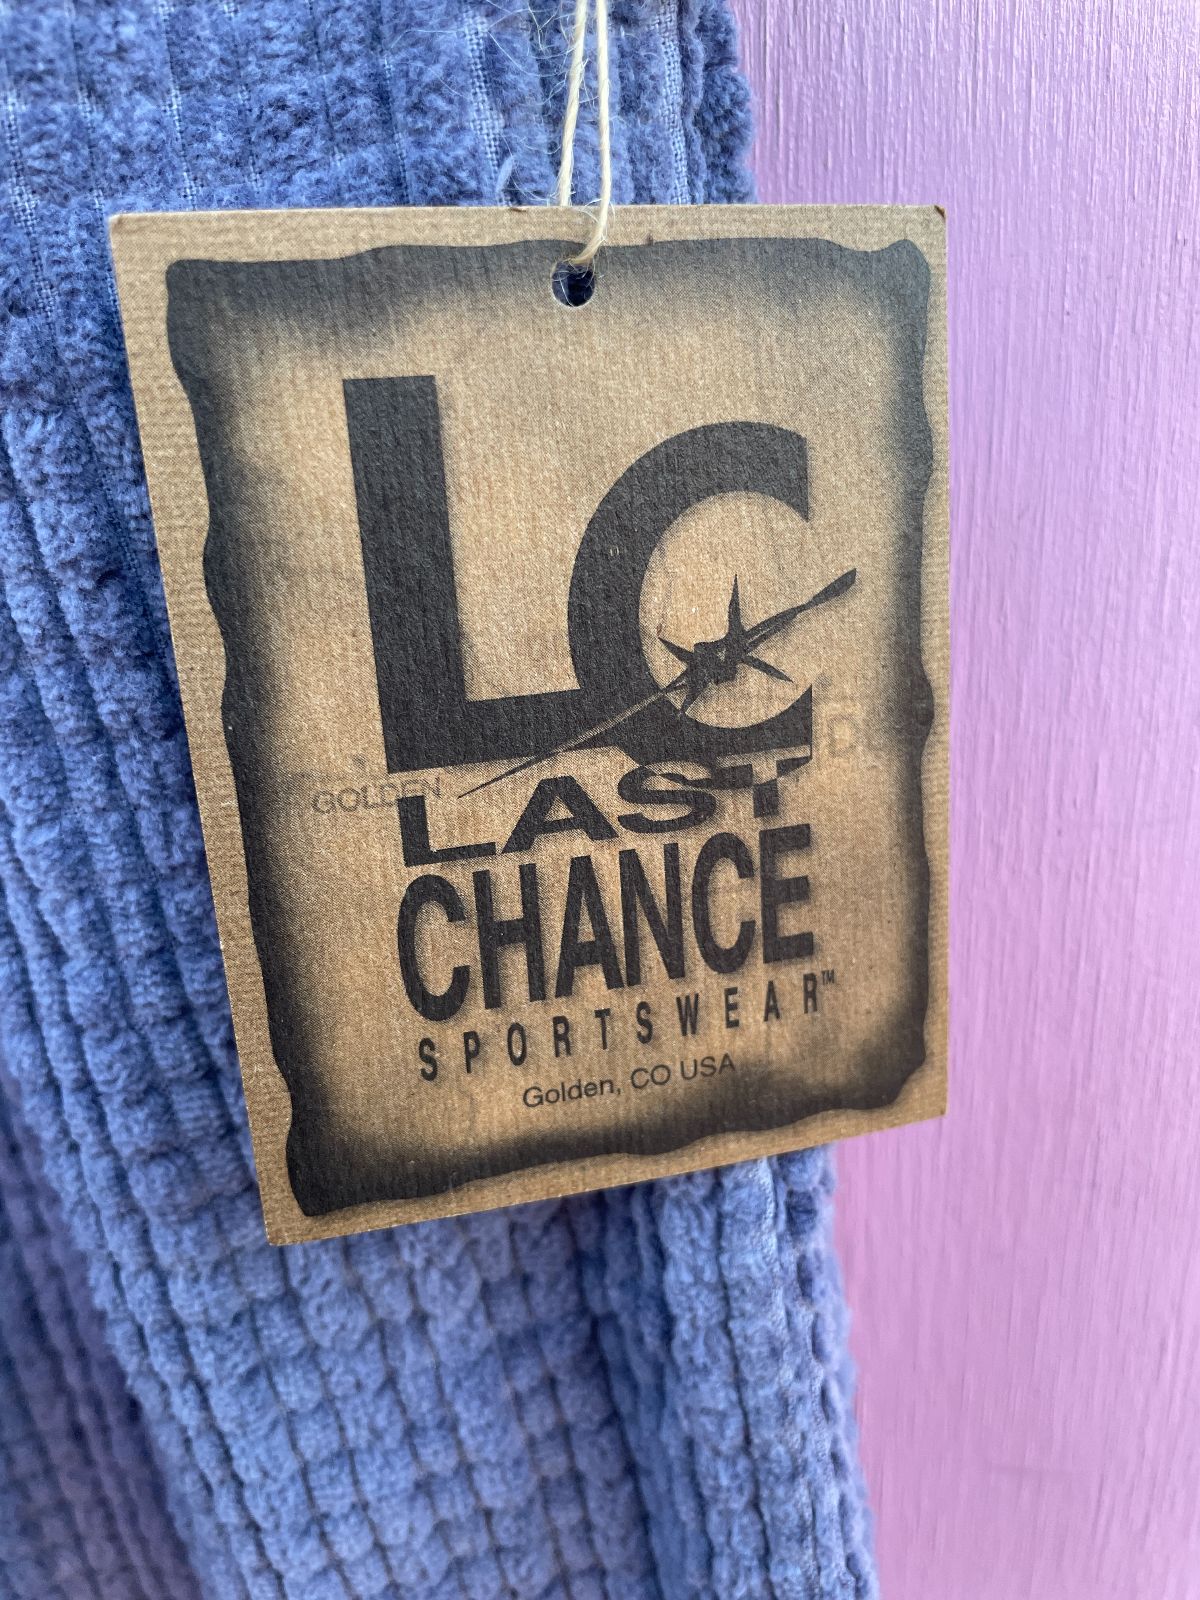 LC
GOLDEN
D
LAST
CHANCE
SPORTSWEAR™
Golden, CO USA